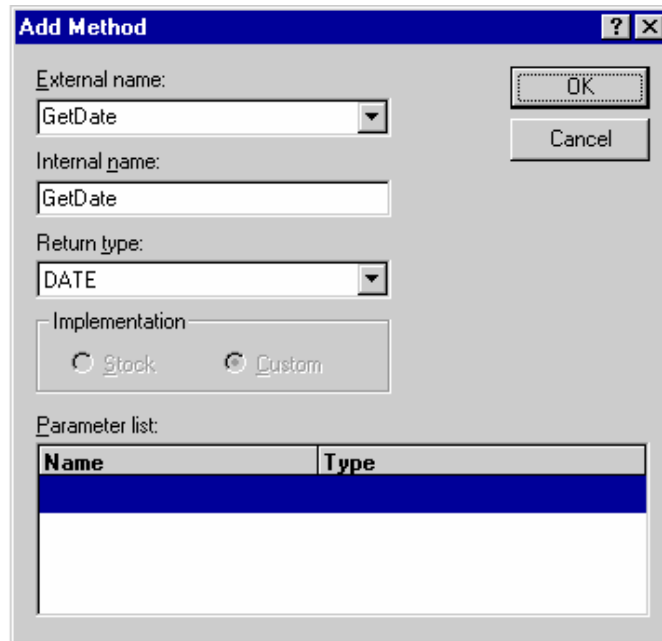 Add Method
External name:
OK
GetDate
Cancel
Internal name:
GetDate
Return type:
DATE
Implementation
Stock
Custom
Parameter list:
Name Type